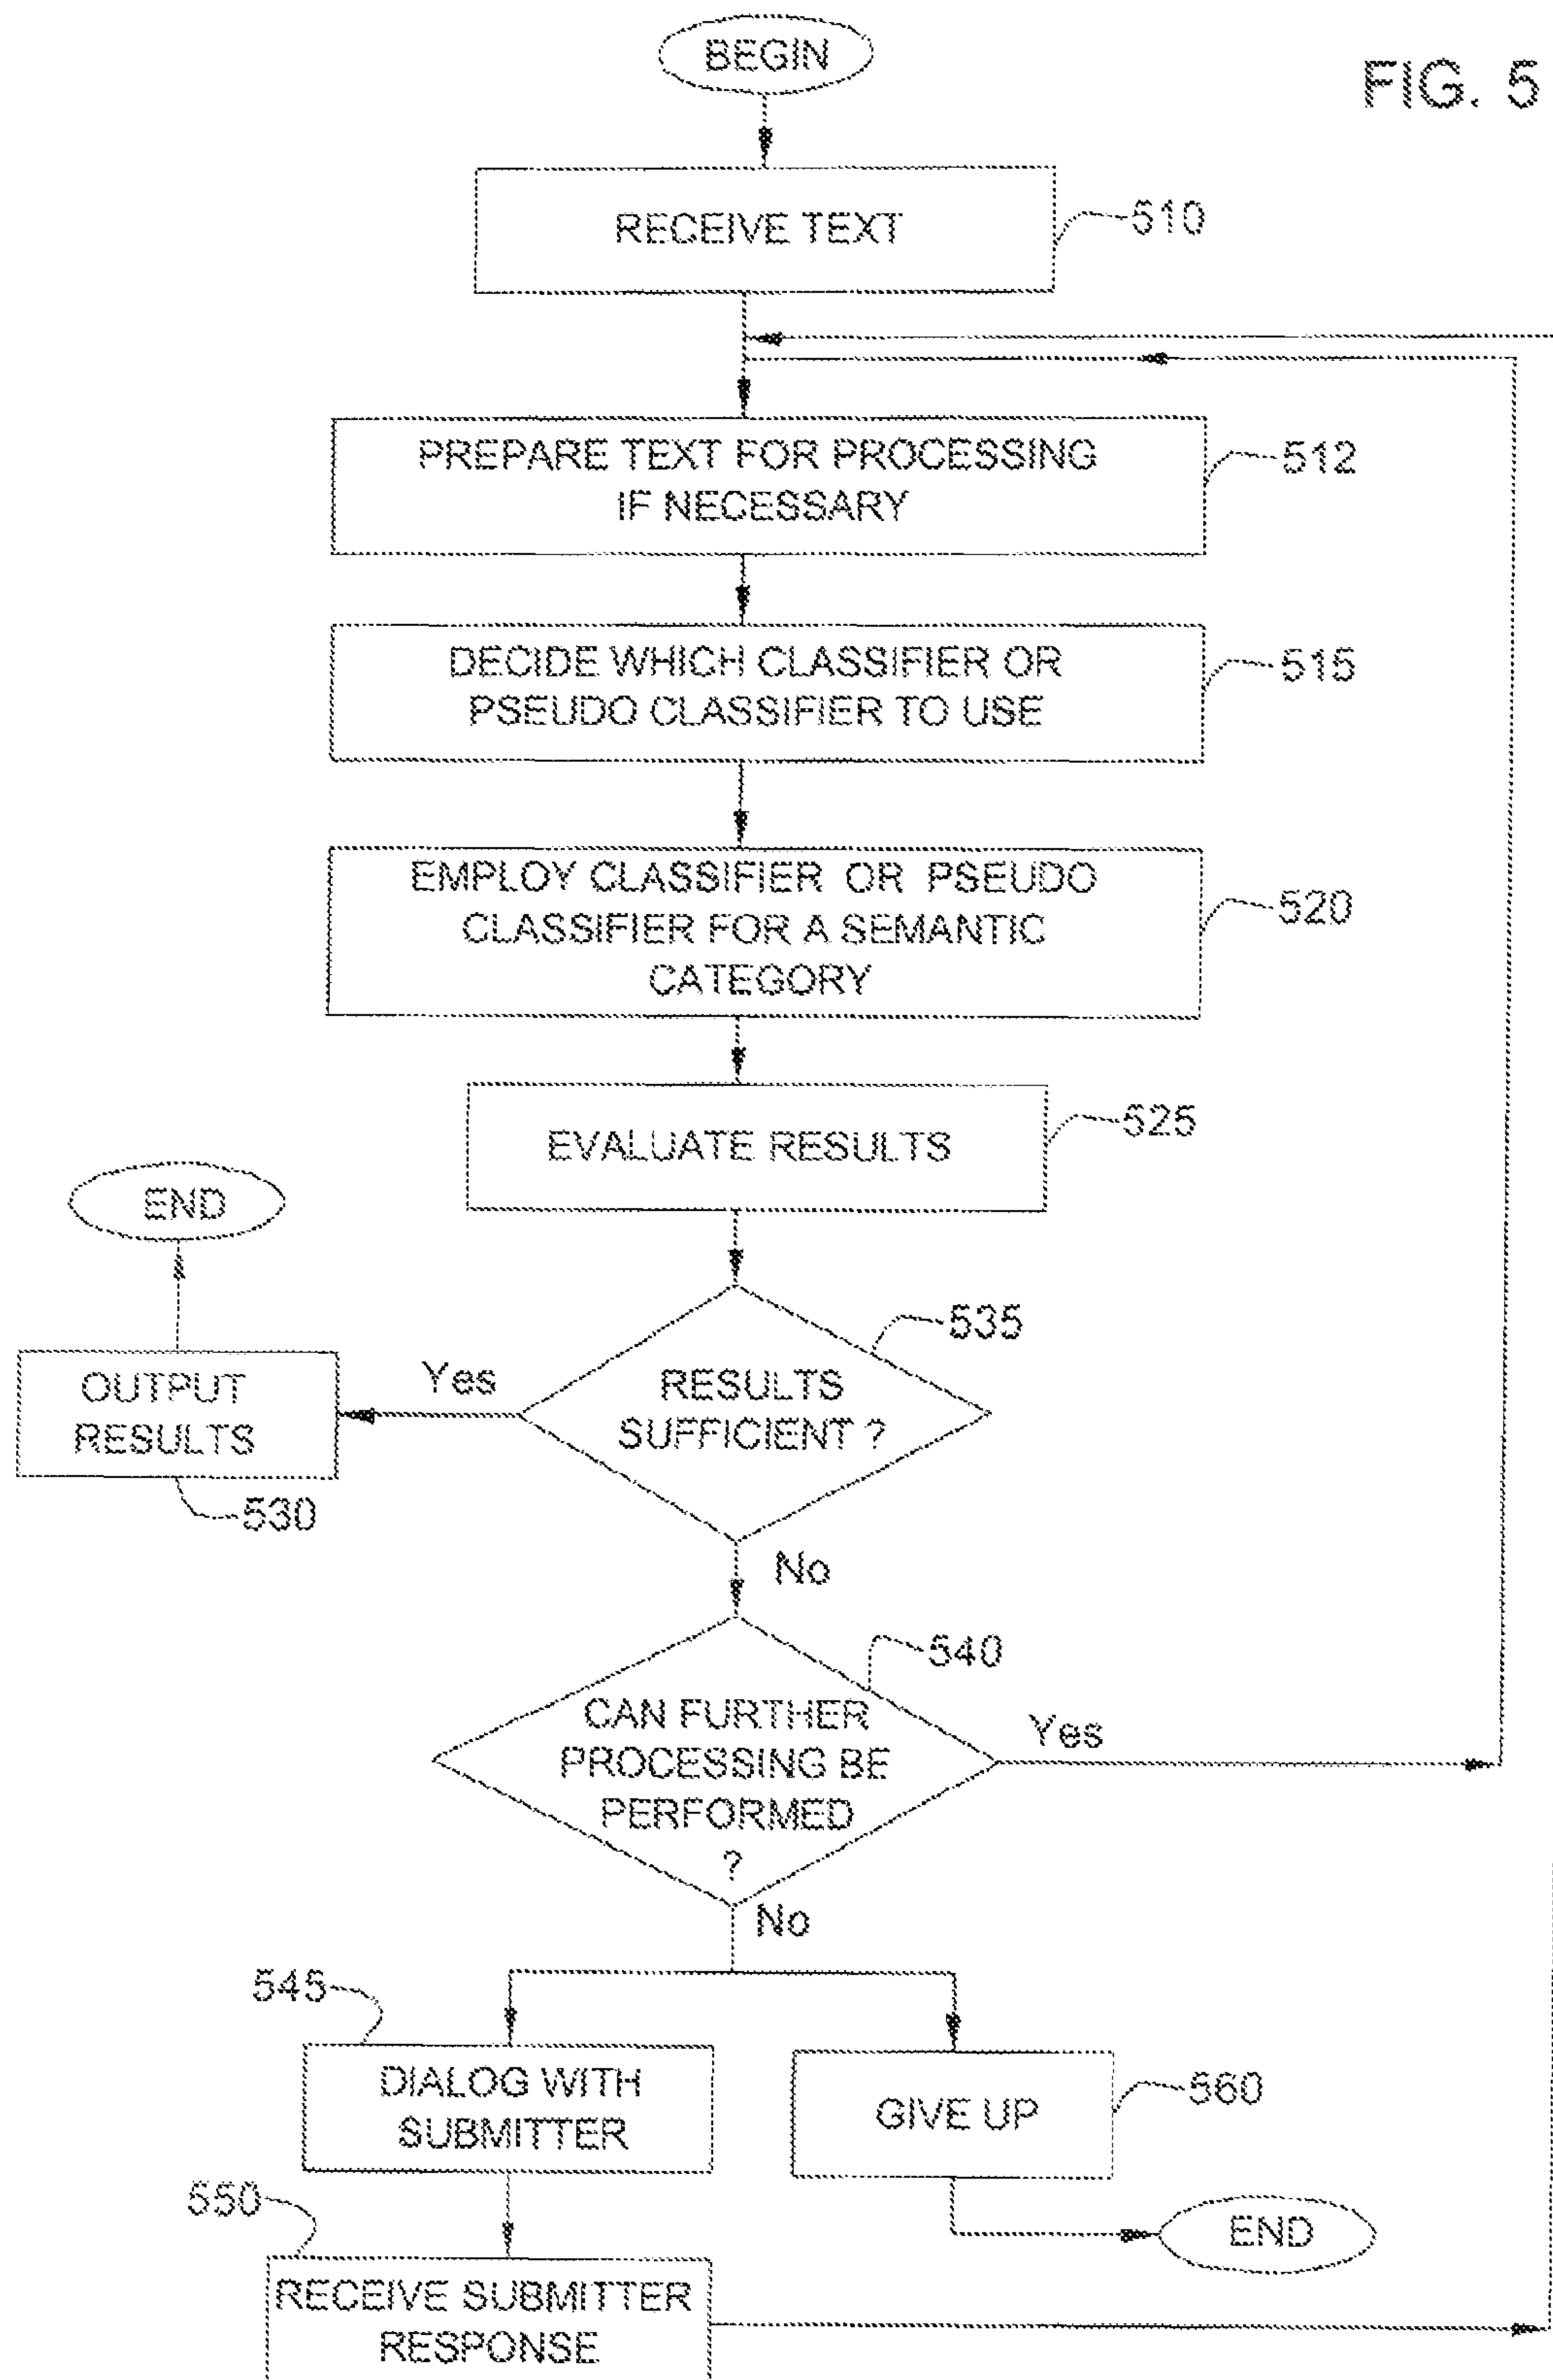 BEGIN
FIG. 5
RECEIVE TEXT
510
PREPARE TEXT FOR PROCESSING
IF NECESSARY
512
DECIDE WHICH CLASSIFIER OR
PSEUDO CLASSIFIER TO USE
515
EMPLOY CLASSIFIER OR PSEUDO
CLASSIFIER FOR A SEMANTIC
CATEGORY
520
EVALUATE RESULTS
525
END
535
RESULTS
SUFFICIENT ?
Yes
OUTPUT
RESULTS
530
No
540
CAN FURTHER
PROCESSING BE
PERFORMED
?
Yes
No
545
DIALOG WITH
SUBMITTER
GIVE UP
560
550
RECEIVE SUBMITTER
RESPONSE
END